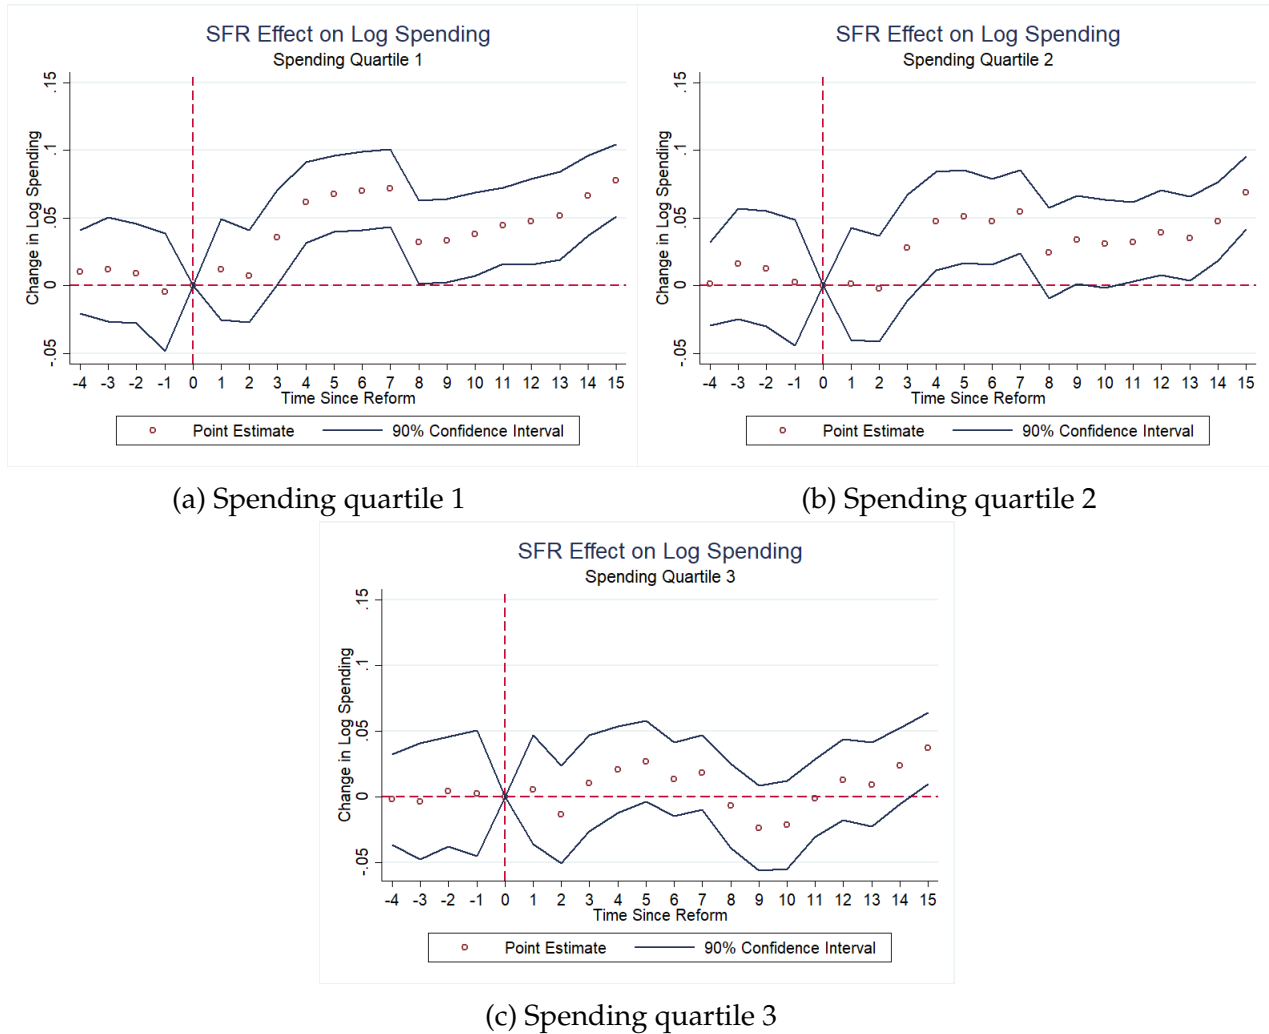 SFR Effect on Log Spending
Spending Quartile 1
Change in Log Spending
.15
.1
.05
0
-.05
-4 -3 -2 -1 0 1 2 3 4 5 6 7 8 9 10 11 12 13 14 15
Time Since Reform
Point Estimate 90% Confidence Interval
(a) Spending quartile 1
SFR Effect on Log Spending
Spending Quartile 2
Change in Log Spending
.15
.1
.05
0
-.05
-4 -3 -2 -1 0 1 2 3 4 5 6 7 8 9 10 11 12 13 14 15
Time Since Reform
Point Estimate 90% Confidence Interval
(b) Spending quartile 2
SFR Effect on Log Spending
Spending Quartile 3
Change in Log Spending
.15
.1
.05
0
-.05
-4 -3 -2 -1 0 1 2 3 4 5 6 7 8 9 10 11 12 13 14 15
Time Since Reform
Point Estimate 90% Confidence Interval
(c) Spending quartile 3